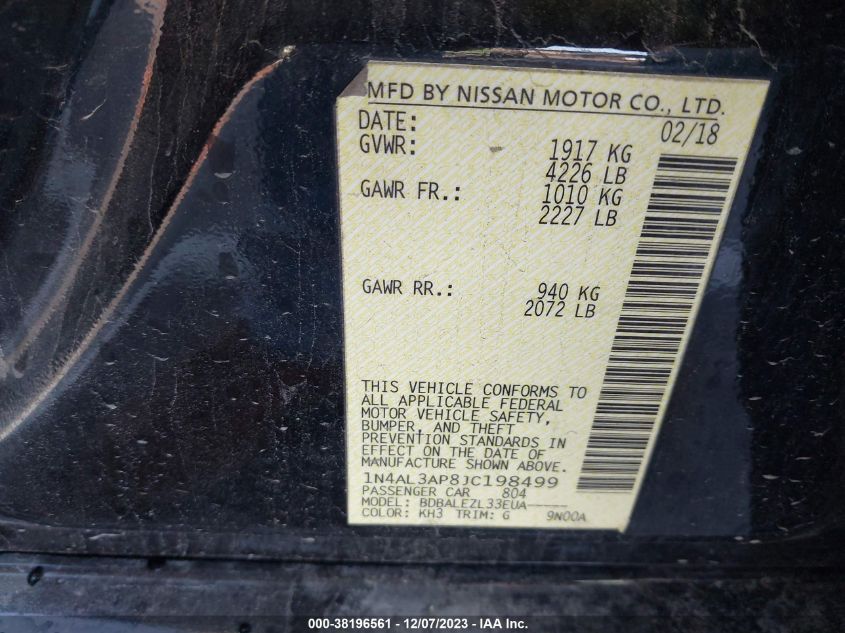 MFD BY NISSAN MOTOR CO., LTD.
DATE: 02/18
GVWR: 1917 KG
4226 LB
GAWR FR.: 1010 KG
2227 LB
GAWR RR.: 940 KG
2072 LB
THIS VEHICLE CONFORMS TO
ALL APPLICABLE FEDERAL
MOTOR VEHICLE SAFETY,
BUMPER, AND THEFT
PREVENTION STANDARDS IN
EFFECT ON THE DATE OF
MANUFACTURE SHOWN ABOVE.
1N4AL3AP8JC198499
PASSENGER CAR 804
MODEL: BDBALEZL33EUA-----
COLOR: KH3 TRIM: G 9N00A
000-38196561 - 12/07/2023 - IAA Inc.